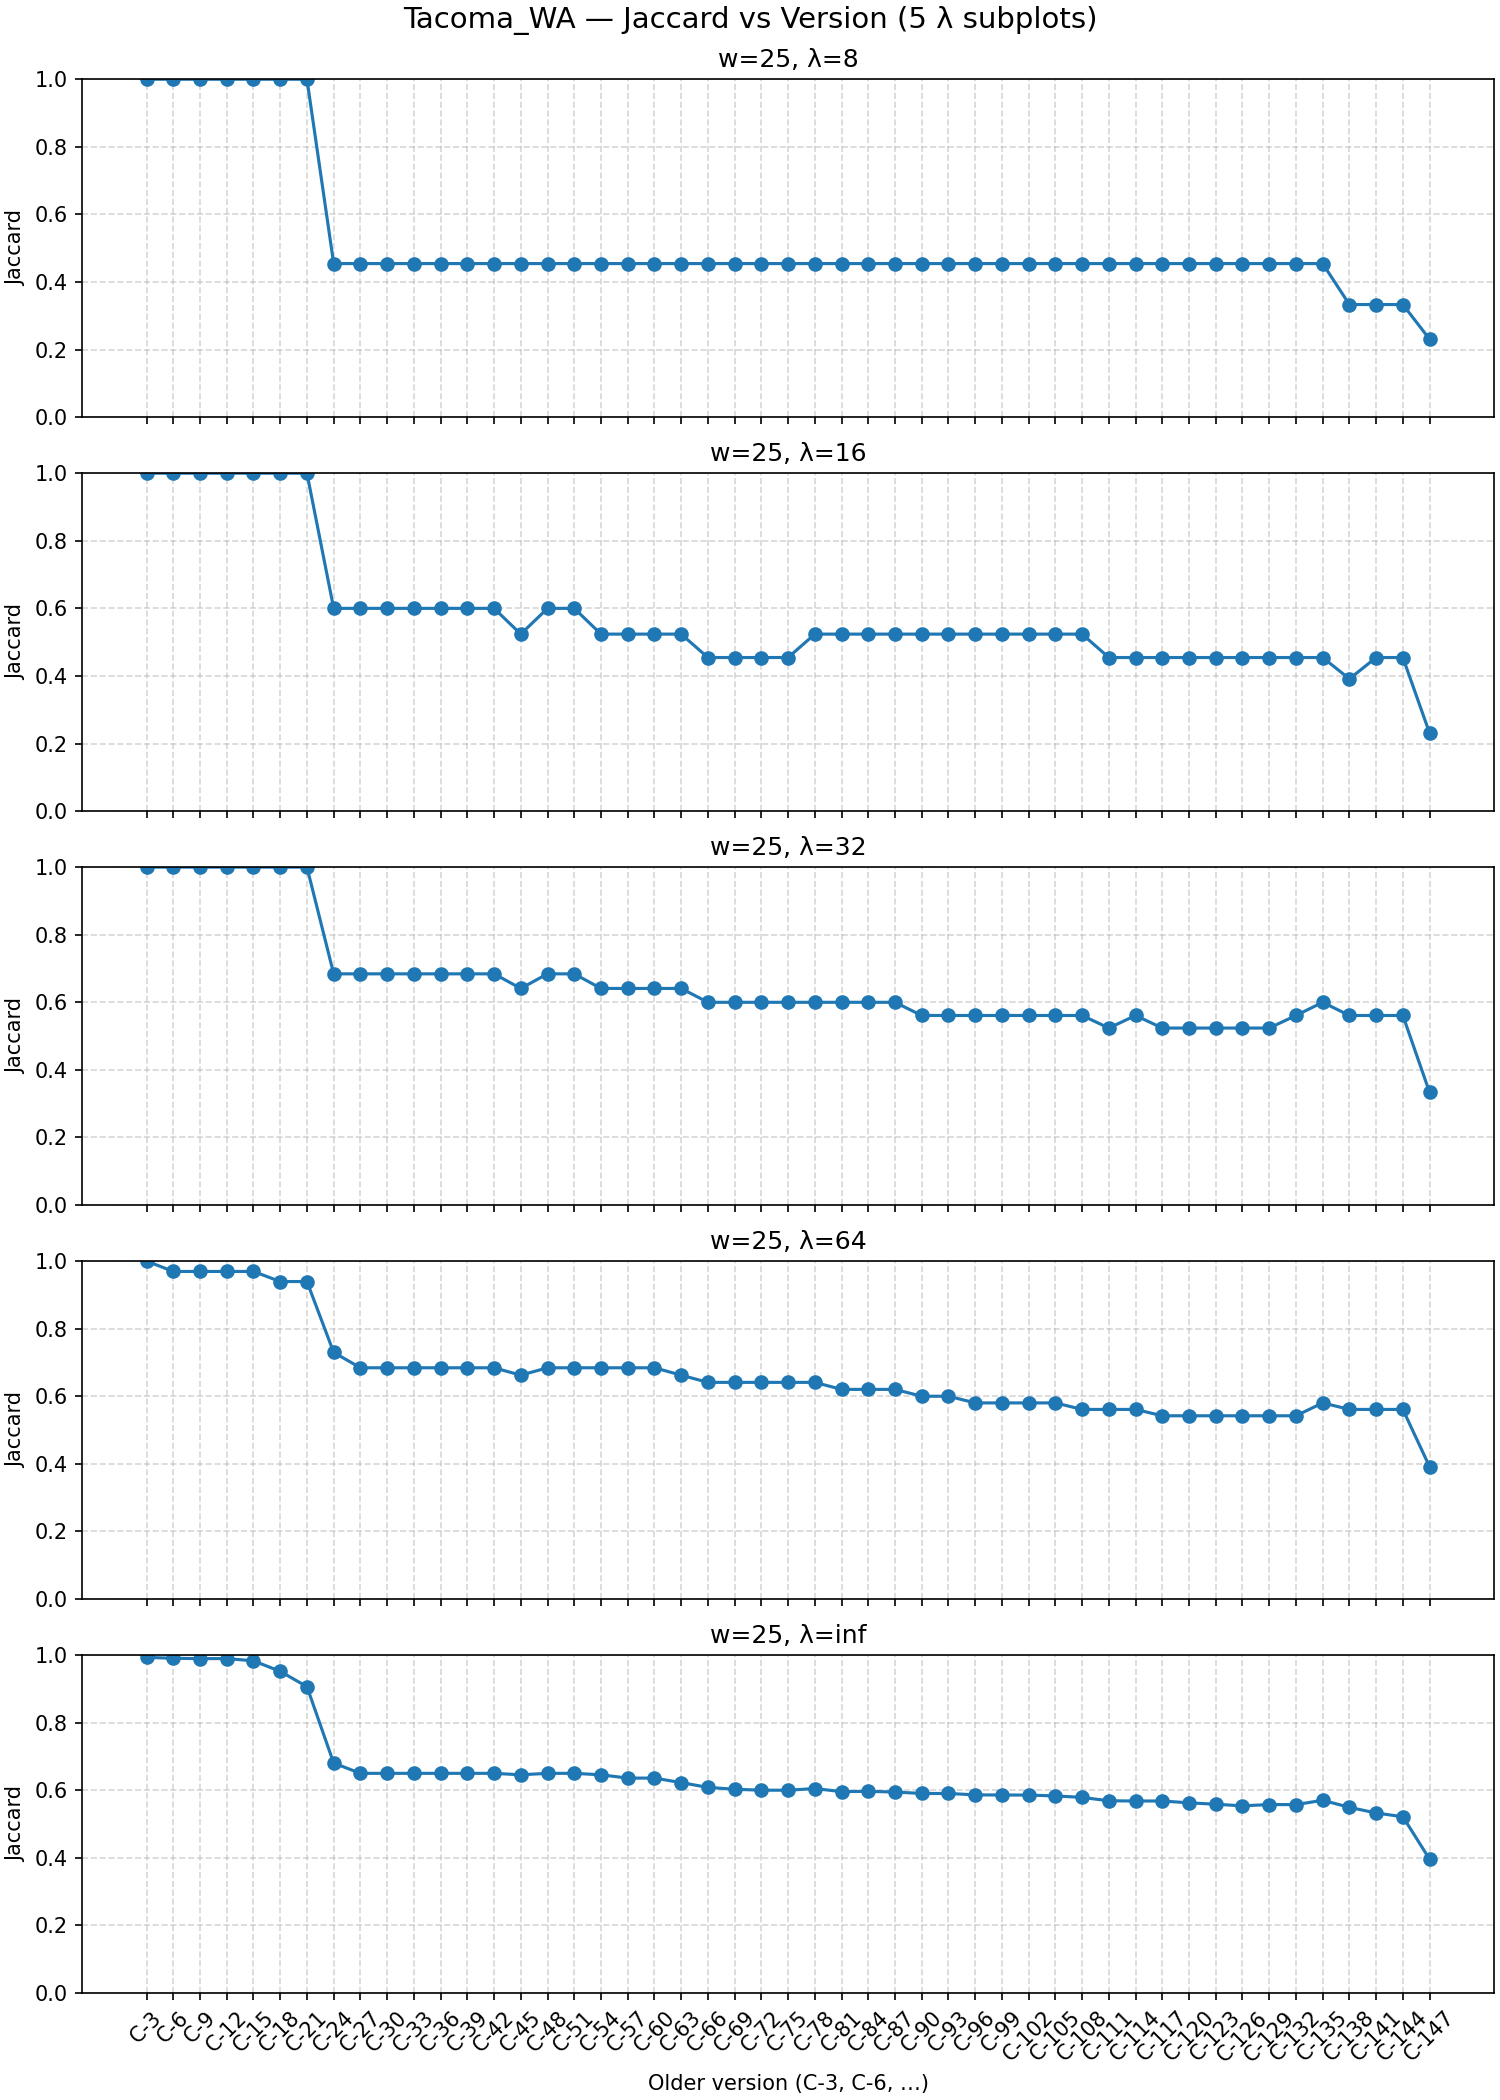 Tacoma_WA — Jaccard vs Version (5 λ subplots)
w=25, λ=8
1.0
0.8
0.6
0.4
0.2
0.0
Jaccard
w=25, λ=16
1.0
0.8
0.6
0.4
0.2
0.0
Jaccard
w=25, λ=32
1.0
0.8
0.6
0.4
0.2
0.0
Jaccard
w=25, λ=64
1.0
0.8
0.6
0.4
0.2
0.0
Jaccard
w=25, λ=inf
1.0
0.8
0.6
0.4
0.2
0.0
Jaccard
C-3 C-6 C-9 C-12 C-15 C-18 C-21 C-24 C-27 C-30 C-33 C-36 C-39 C-42 C-45 C-48 C-51 C-54 C-57 C-60 C-63 C-66 C-69 C-72 C-75 C-78 C-81 C-84 C-87 C-90 C-93 C-96 C-99 C-102 C-105 C-108 C-111 C-114 C-117 C-120 C-123 C-126 C-129 C-132 C-135 C-138 C-141 C-144 C-147
Older version (C-3, C-6, ...)